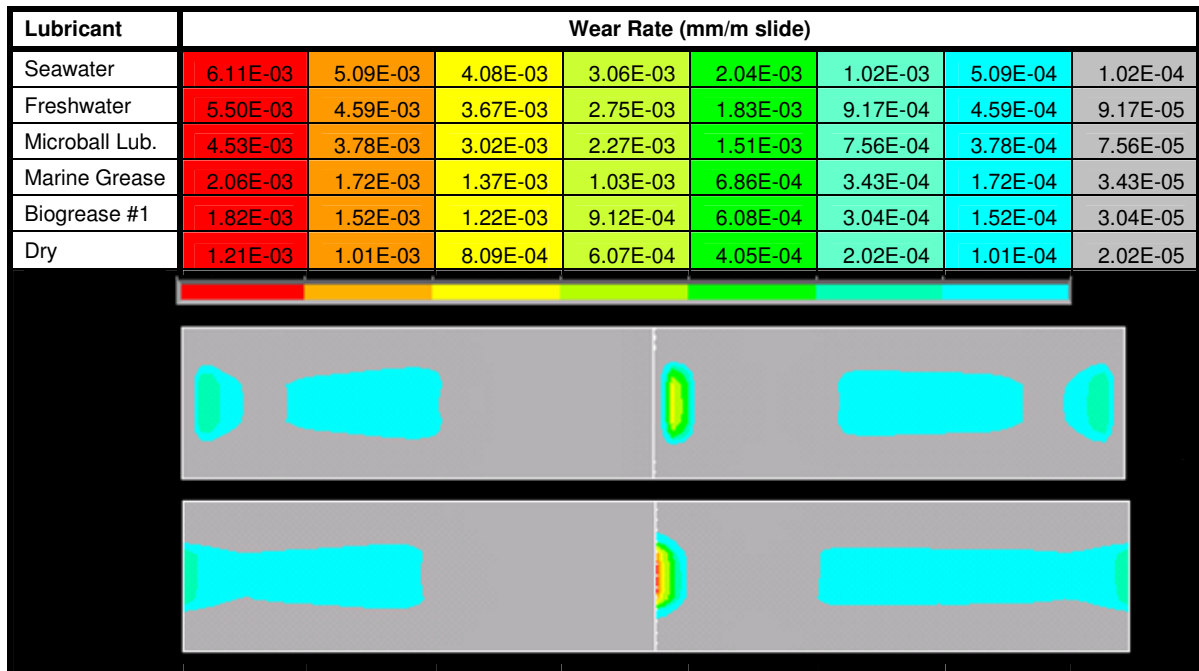 Lubricant Wear Rate (mm/m slide)
Seawater 6.11E-03 5.09E-03 4.08E-03 3.06E-03 2.04E-03 1.02E-03 5.09E-04 1.02E-04
Freshwater 5.50E-03 4.59E-03 3.67E-03 2.75E-03 1.83E-03 9.17E-04 4.59E-04 9.17E-05
Microball Lub. 4.53E-03 3.78E-03 3.02E-03 2.27E-03 1.51E-03 7.56E-04 3.78E-04 7.56E-05
Marine Grease 2.06E-03 1.72E-03 1.37E-03 1.03E-03 6.86E-04 3.43E-04 1.72E-04 3.43E-05
Biogrease #1 1.82E-03 1.52E-03 1.22E-03 9.12E-04 6.08E-04 3.04E-04 1.52E-04 3.04E-05
Dry 1.21E-03 1.01E-03 8.09E-04 6.07E-04 4.05E-04 2.02E-04 1.01E-04 2.02E-05